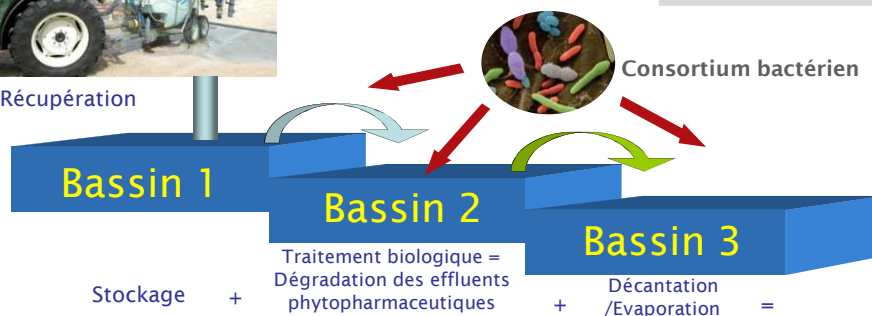 Récupération
Consortium bactérien
Bassin 1
Bassin 2
Bassin 3
Stockage
+
Traitement biologique =
Dégradation des effluents
phytopharmaceutiques
+
Décantation
/Evaporation
=